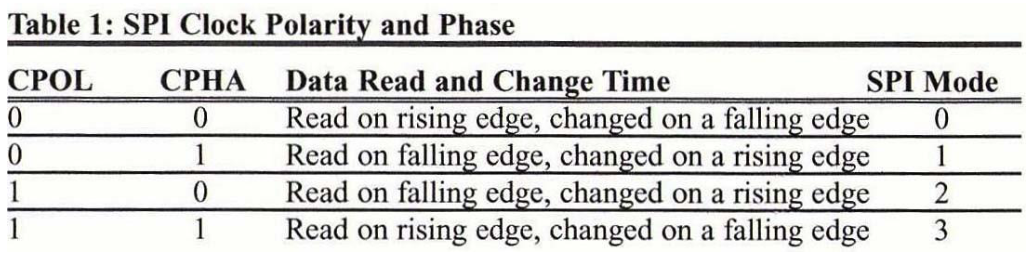 Table 1: SPI Clock Polarity and Phase
CPOL CPHA Data Read and Change Time SPI Mode
0 0 Read on rising edge, changed on a falling edge 0
0 1 Read on falling edge, changed on a rising edge 1
1 0 Read on falling edge, changed on a rising edge 2
1 1 Read on rising edge, changed on a falling edge 3